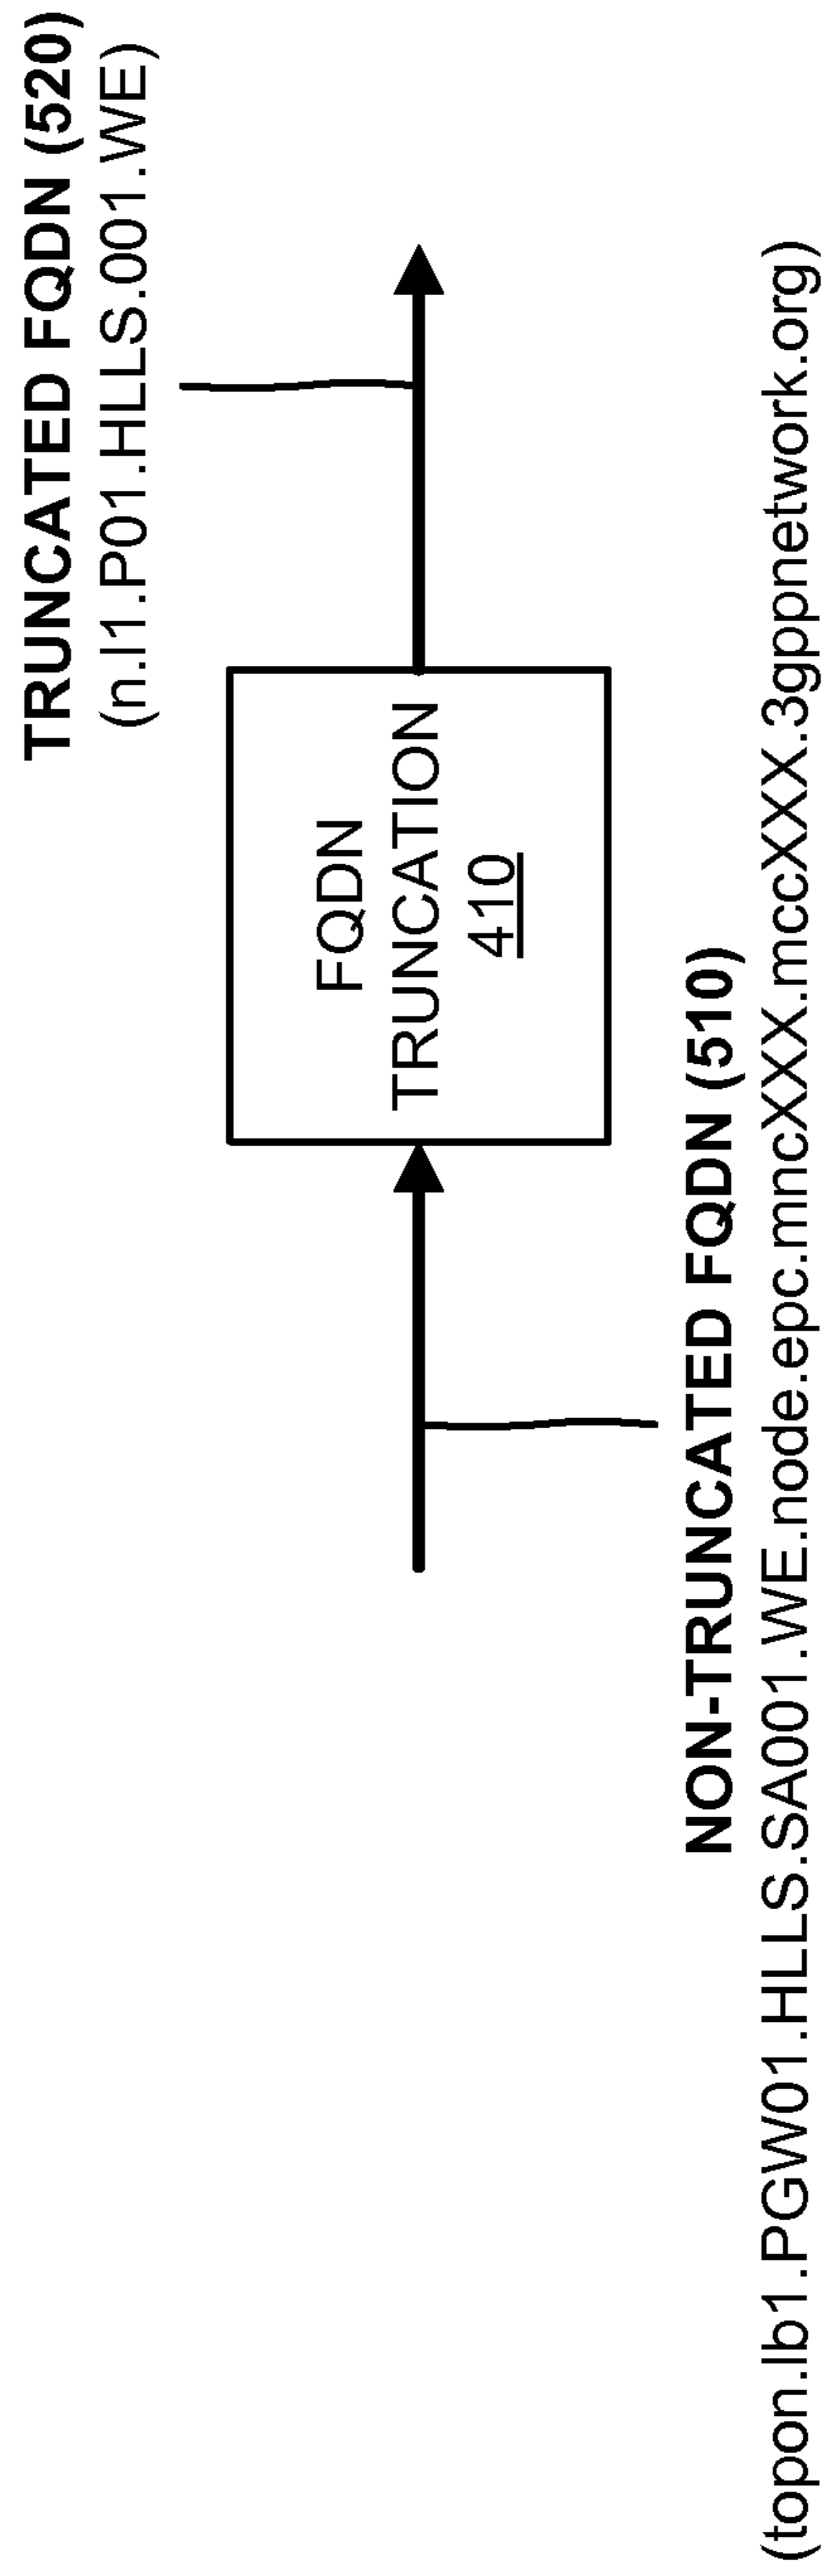 TRUNCATED FQDN (520)
(n.l1.P01.HLLS.001.WE)
FQDN
TRUNCATION
410
NON-TRUNCATED FQDN (510)
(topon.lb1.PGW01.HLLS.SA001.WE.node.epc.mncXXX.mccXXX.3gppnetwork.org)